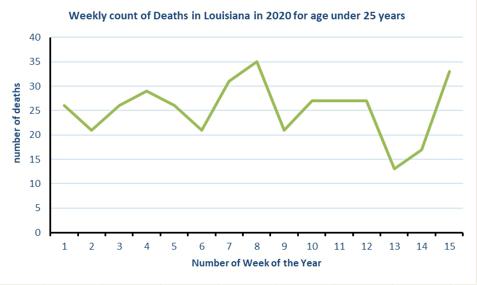 Weekly count of Deaths in Louisiana in 2020 for age under 25 years
number of deaths
40
35
30
25
20
15
10
5
0
1 2 3 4 5 6 7 8 9 10 11 12 13 14 15
Number of Week of the Year